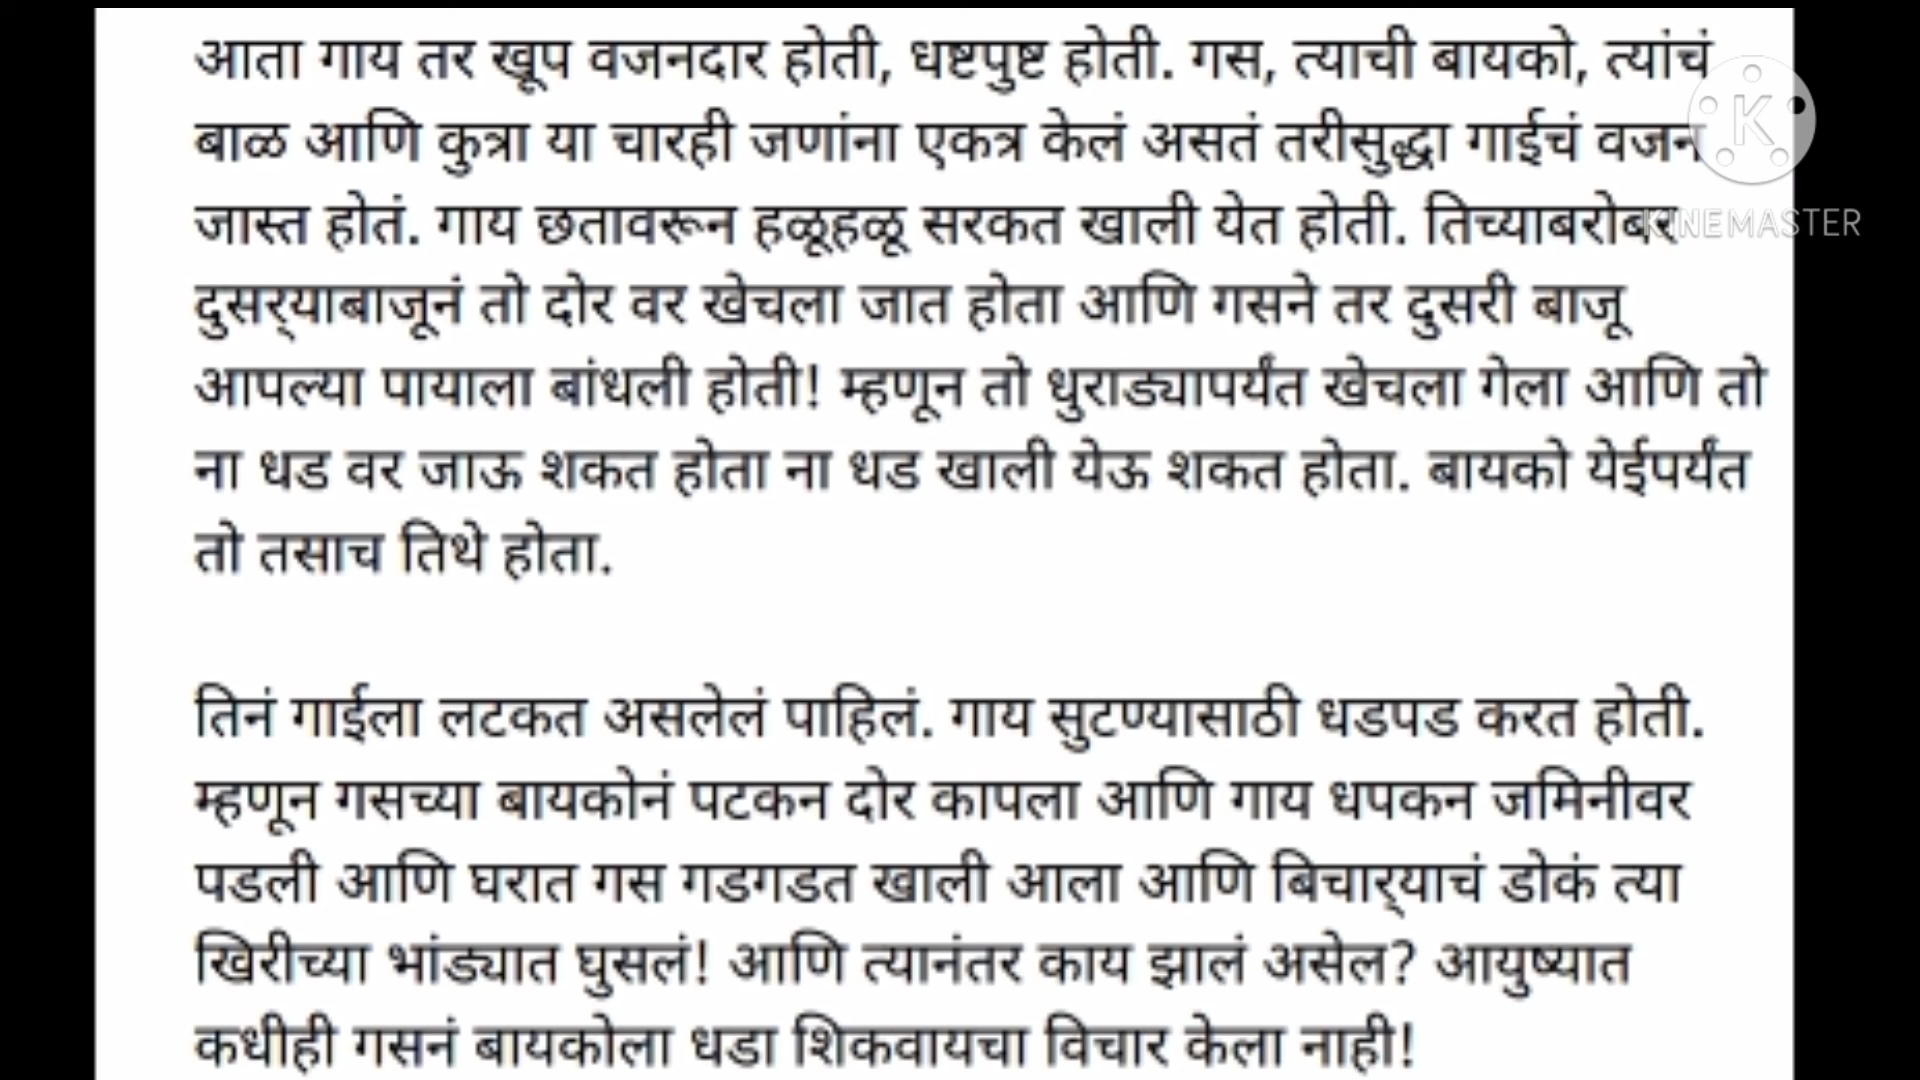 आता गाय तर खूप वजनदार होती, धष्टपुष्ट होती. गस, त्याची बायको, त्यांचं
बाळ आणि कुत्रा या चारही जणांना एकत्र केलं असतं तरीसुद्धा गाईचं वजन
जास्त होतं. गाय छतावरून हळूहळू सरकत खाली येत होती. तिच्याबरोबर
दुसऱ्याबाजूनं तो दोर वर खेचला जात होता आणि गसने तर दुसरी बाजू
आपल्या पायाला बांधली होती! म्हणून तो धुराड्यापर्यंत खेचला गेला आणि तो
ना धड वर जाऊ शकत होता ना धड खाली येऊ शकत होता. बायको येईपर्यंत
तो तसाच तिथे होता.
तिनं गाईला लटकत असलेलं पाहिलं. गाय सुटण्यासाठी धडपड करत होती.
म्हणून गसच्या बायकोनं पटकन दोर कापला आणि गाय धपकन जमिनीवर
पडली आणि घरात गस गडगडत खाली आला आणि बिचाऱ्याचं डोकं त्या
खिरीच्या भांड्यात घुसलं! आणि त्यानंतर काय झालं असेल? आयुष्यात
कधीही गसनं बायकोला धडा शिकवायचा विचार केला नाही!
K
KINEMASTER